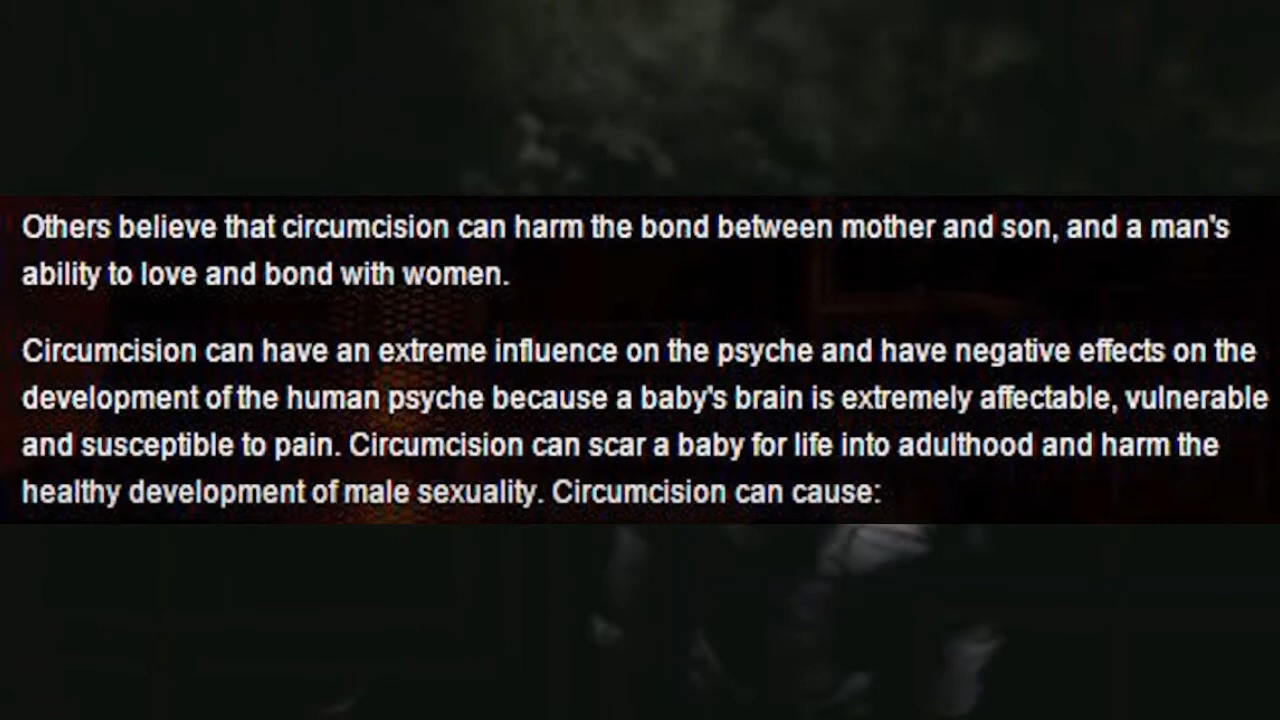 Others believe that circumcision can harm the bond between mother and son, and a man's
ability to love and bond with women.
Circumcision can have an extreme influence on the psyche and have negative effects on the
development of the human psyche because a baby's brain is extremely affectable, vulnerable
and susceptible to pain. Circumcision can scar a baby for life into adulthood and harm the
healthy development of male sexuality. Circumcision can cause: